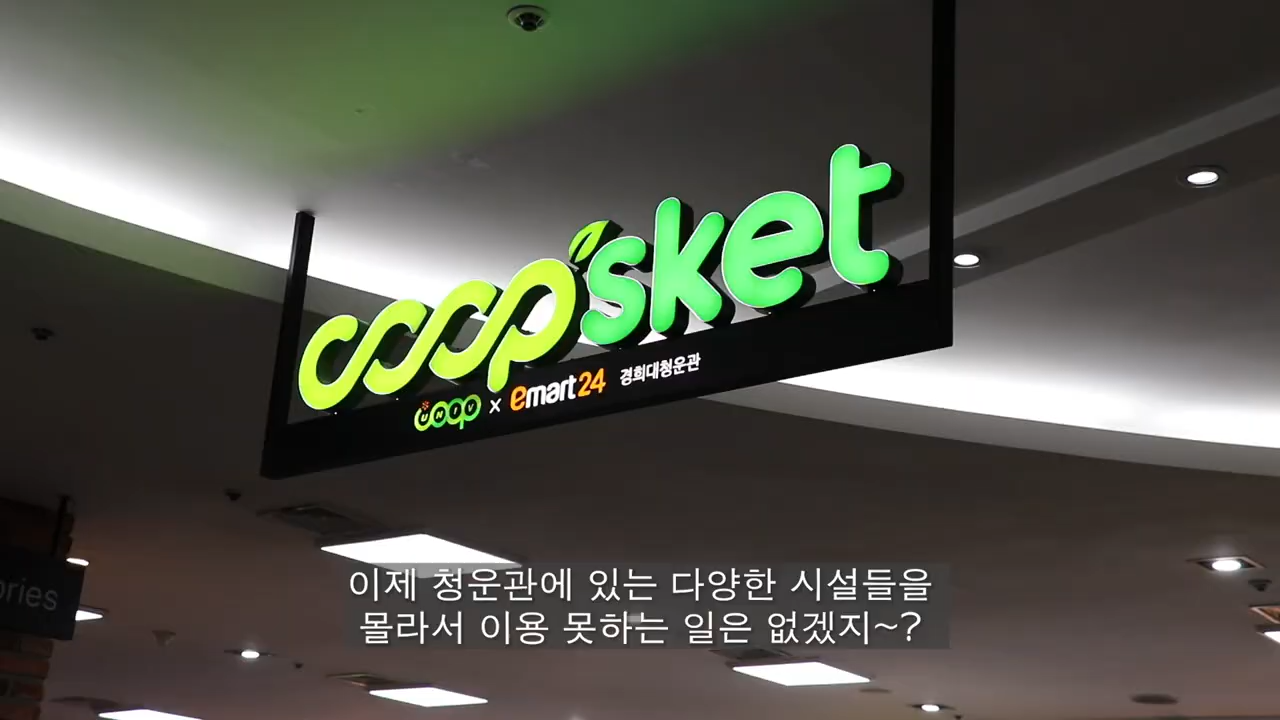 coop'sket
UNIV COOP x emart24 경희대청운관
ories
이제 청운관에 있는 다양한 시설들을
몰라서 이용 못하는 일은 없겠지~?